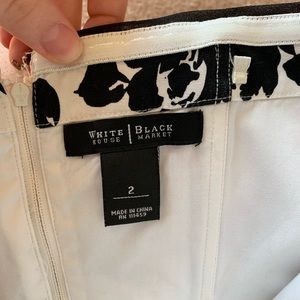 WHITE | BLACK
HOUSE | MARKET
2
MADE IN CHINA
RN 111459